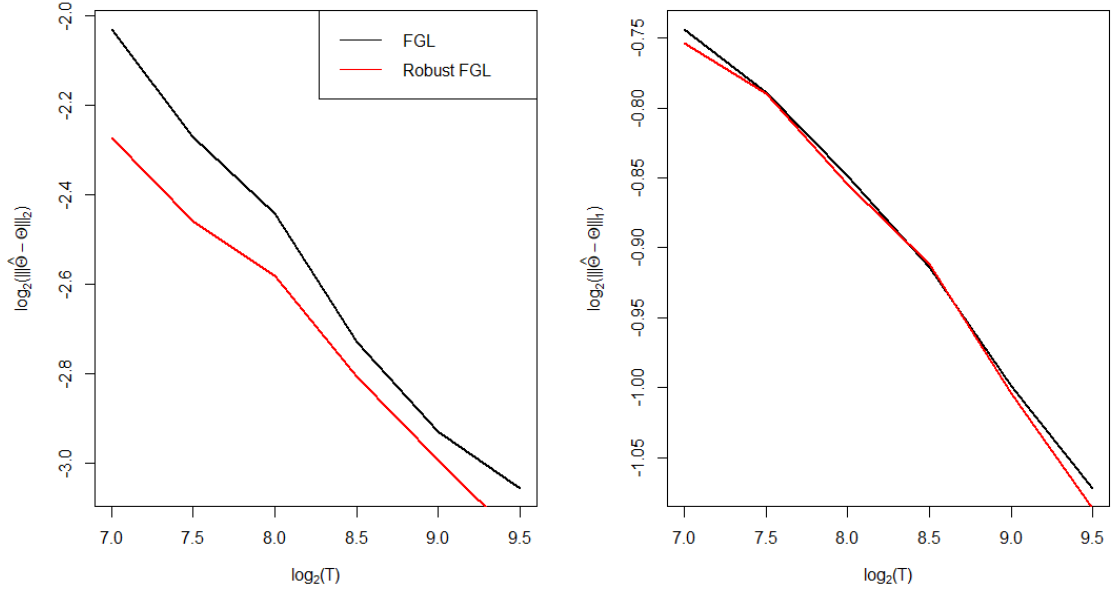 FGL
Robust FGL
-2.0
-2.2
-2.4
-2.6
-2.8
-3.0
log₂(|||Θ̂ − Θ|||₂)
7.0 7.5 8.0 8.5 9.0 9.5
log₂(T)
-0.75
-0.80
-0.85
-0.90
-0.95
-1.00
-1.05
log₂(|||Θ̂ − Θ|||₁)
7.0 7.5 8.0 8.5 9.0 9.5
log₂(T)